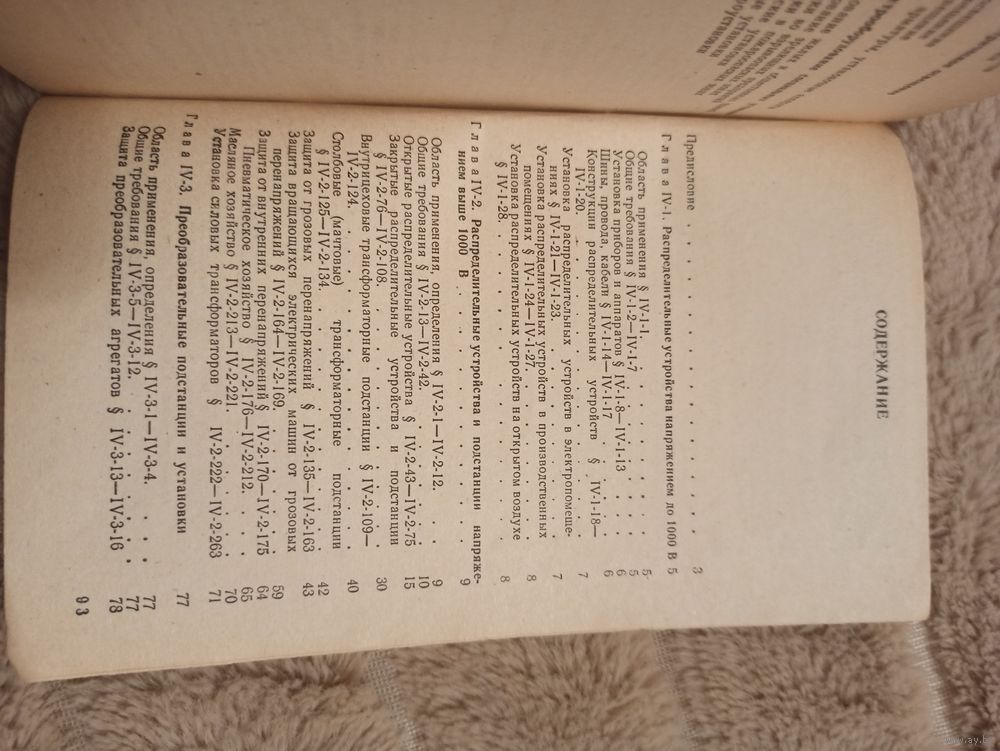 СОДЕРЖАНИЕ
Предисловие . . . . . . . . . . 3
Глава IV-1. Распределительные устройства напряжением до 1000 В 5
Область применения § IV-1-1. . . . . . 5
Общие требования § IV-1-2—IV-1-7 . . . . 5
Установка приборов и аппаратов § IV-1-8—IV-1-13 6
Шины, провода, кабели § IV-1-14—IV-1-17 . . . 6
Конструкции распределительных устройств § IV-1-18—
IV-1-20. . . . . . . . . . 7
Установка распределительных устройств в электропомеще-
ниях § IV-1-21—IV-1-23. . . . . . . 7
Установка распределительных устройств в производственных
помещениях § IV-1-24—IV-1-27. . . . . . 8
Установка распределительных устройств на открытом воздухе
§ IV-1-28. . . . . . . . . . 8
Глава IV-2. Распределительные устройства и подстанции напряже-
нием выше 1000 В . . . . . . . . . 9
Область применения, определения § IV-2-1—IV-2-12. . 9
Общие требования § IV-2-13—IV-2-42. . . . . 10
Открытые распределительные устройства § IV-2-43—IV-2-75 15
Закрытые распределительные устройства и подстанции
§ IV-2-76—IV-2-108. . . . . . . . 30
Внутрицеховые трансформаторные подстанции § IV-2-109—
IV-2-124. . . . . . . . . . 40
Столбовые (мачтовые) трансформаторные подстанции
§ IV-2-125—IV-2-134. . . . . . . . 42
Защита от грозовых перенапряжений § IV-2-135—IV-2-163 43
Защита вращающихся электрических машин от грозовых
перенапряжений § IV-2-164—IV-2-169. . . . . 59
Защита от внутренних перенапряжений § IV-2-170—IV-2-175 64
Пневматическое хозяйство § IV-2-176—IV-2-212. . . 65
Масляное хозяйство § IV-2-213—IV-2-221. . . . 70
Установка силовых трансформаторов § IV-2-222—IV-2-263 71
Глава IV-3. Преобразовательные подстанции и установки 77
Область применения, определения § IV-3-1—IV-3-4. . . 77
Общие требования § IV-3-5—IV-3-12. . . . . 77
Защита преобразовательных агрегатов § IV-3-13—IV-3-16 78
93
www.ay.by